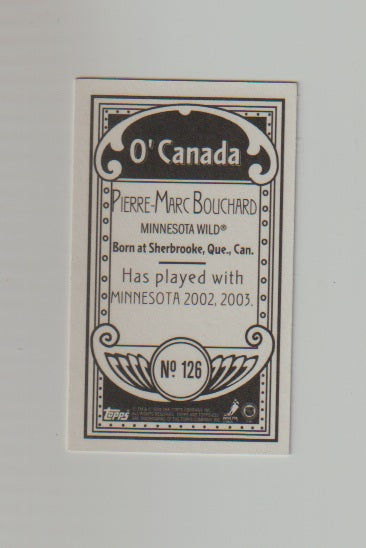 O' Canada
PIERRE-MARC BOUCHARD
MINNESOTA WILD®
Born at Sherbrooke, Que., Can.
Has played with
MINNESOTA 2002, 2003.
Nº 126
topps